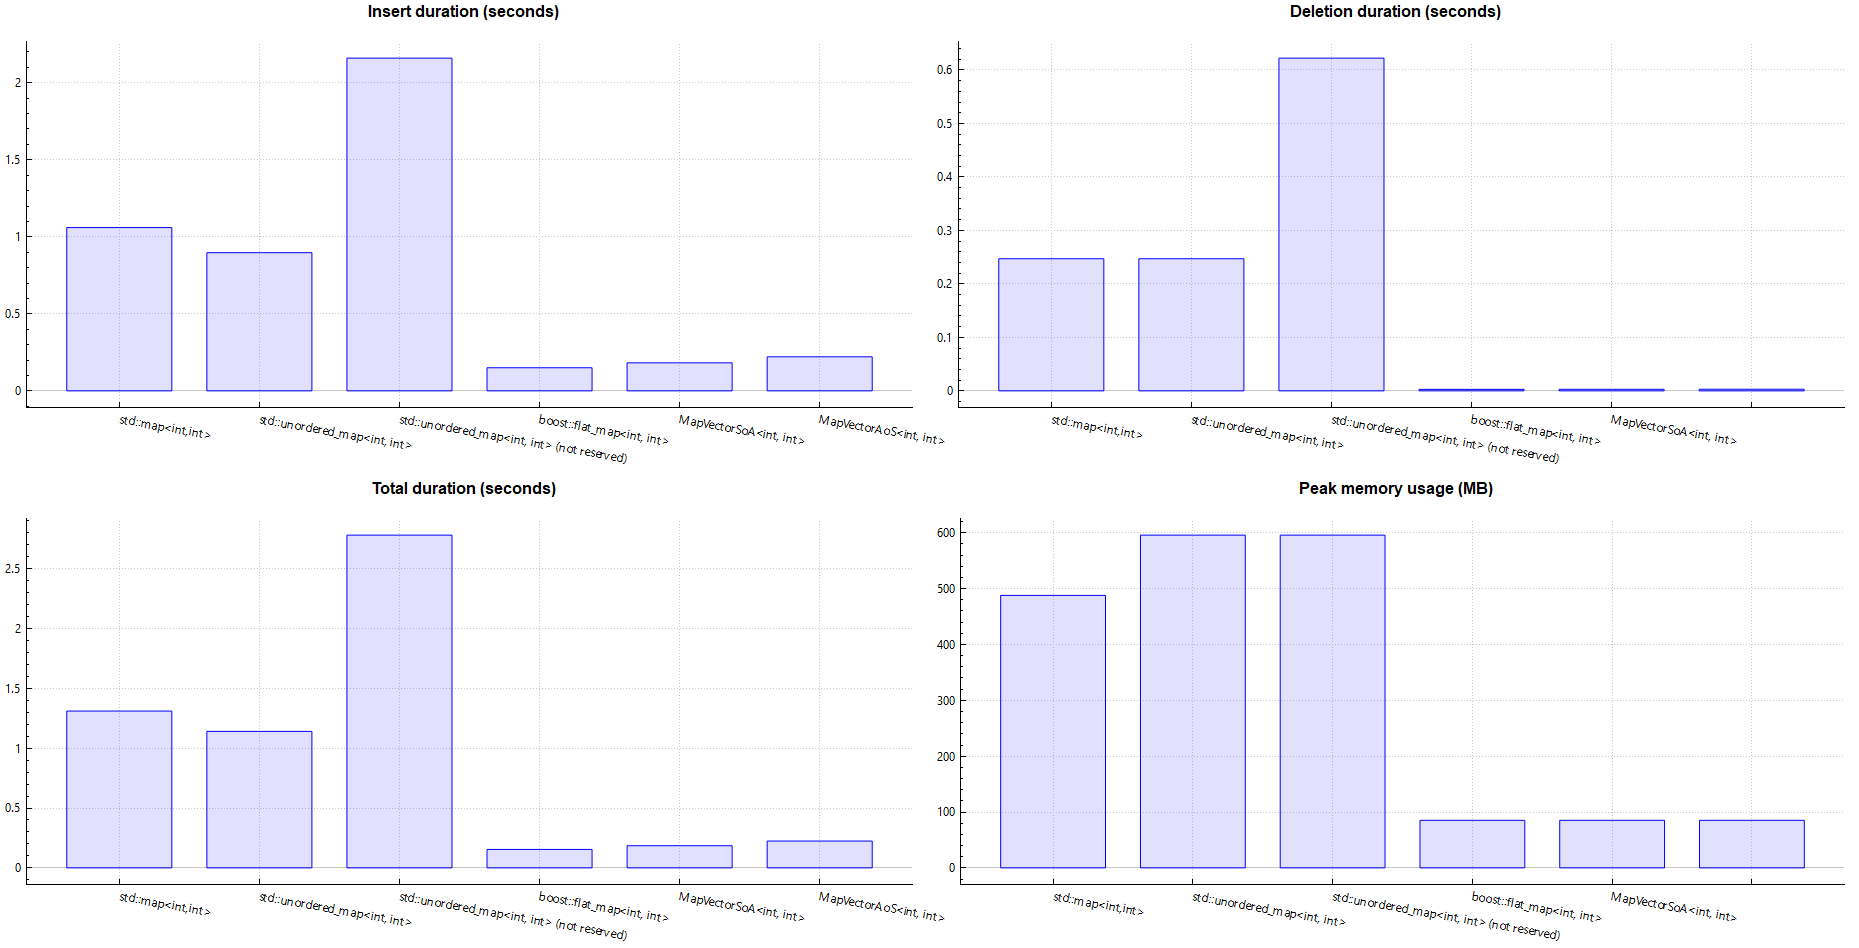 Insert duration (seconds)
2
1.5
1
0.5
0
std::map<int,int>
std::unordered_map<int, int>
std::unordered_map<int, int> (not reserved)
boost::flat_map<int, int>
MapVectorSoA<int, int>
MapVectorAoS<int, int>
Deletion duration (seconds)
0.6
0.5
0.4
0.3
0.2
0.1
0
std::map<int,int>
std::unordered_map<int, int>
std::unordered_map<int, int> (not reserved)
boost::flat_map<int, int>
MapVectorSoA<int, int>
Total duration (seconds)
2.5
2
1.5
1
0.5
0
std::map<int,int>
std::unordered_map<int, int>
std::unordered_map<int, int> (not reserved)
boost::flat_map<int, int>
MapVectorSoA<int, int>
MapVectorAoS<int, int>
Peak memory usage (MB)
600
500
400
300
200
100
0
std::map<int,int>
std::unordered_map<int, int>
std::unordered_map<int, int> (not reserved)
boost::flat_map<int, int>
MapVectorSoA<int, int>